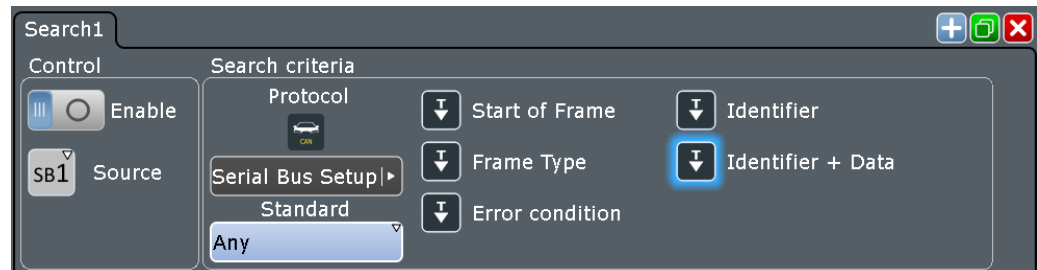 Search1
Control
Search criteria
Enable
SB1
Source
Protocol
CAN
Serial Bus Setup
Standard
Any
T
Start of Frame
T
Frame Type
T
Error condition
T
Identifier
T
Identifier + Data